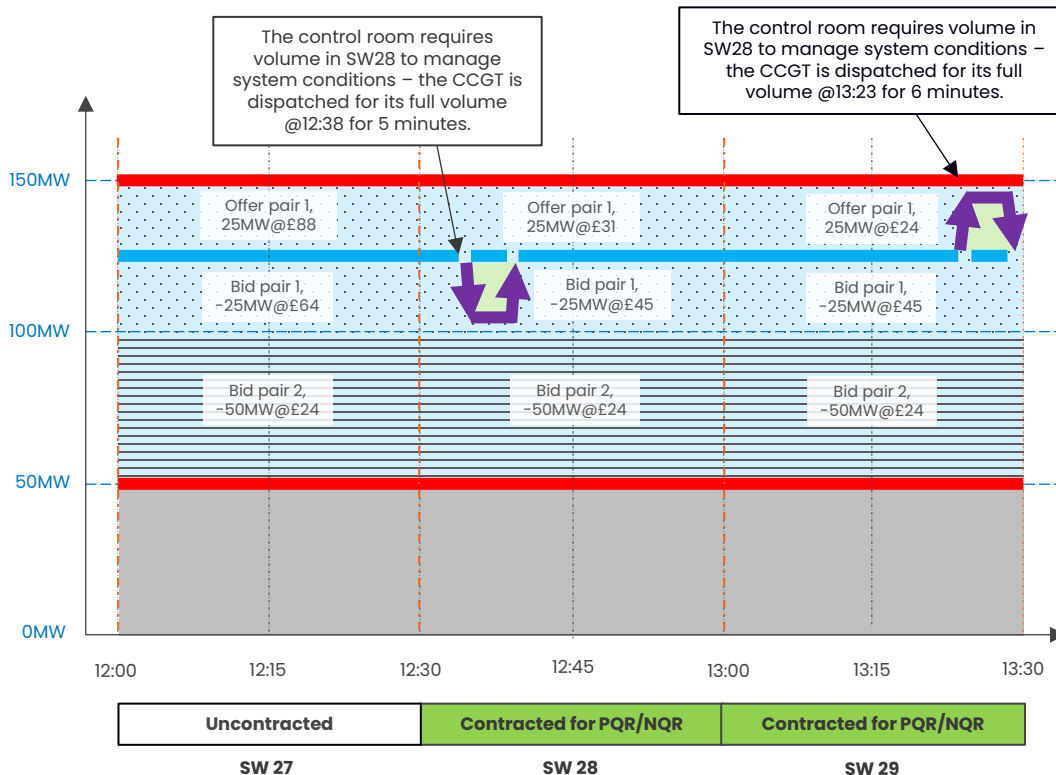 The control room requires
volume in SW28 to manage
system conditions – the CCGT is
dispatched for its full volume
@12:38 for 5 minutes.
The control room requires volume in
SW28 to manage system conditions –
the CCGT is dispatched for its full
volume @13:23 for 6 minutes.
150MW
Offer pair 1,
25MW@£88
Offer pair 1,
25MW@£31
Offer pair 1,
25MW@£24
Bid pair 1,
-25MW@£64
Bid pair 1,
-25MW@£45
Bid pair 1,
-25MW@£45
100MW
Bid pair 2,
-50MW@£24
Bid pair 2,
-50MW@£24
Bid pair 2,
-50MW@£24
50MW
0MW
12:00
12:15
12:30
12:45
13:00
13:15
13:30
Uncontracted
Contracted for PQR/NQR
Contracted for PQR/NQR
SW 27
SW 28
SW 29